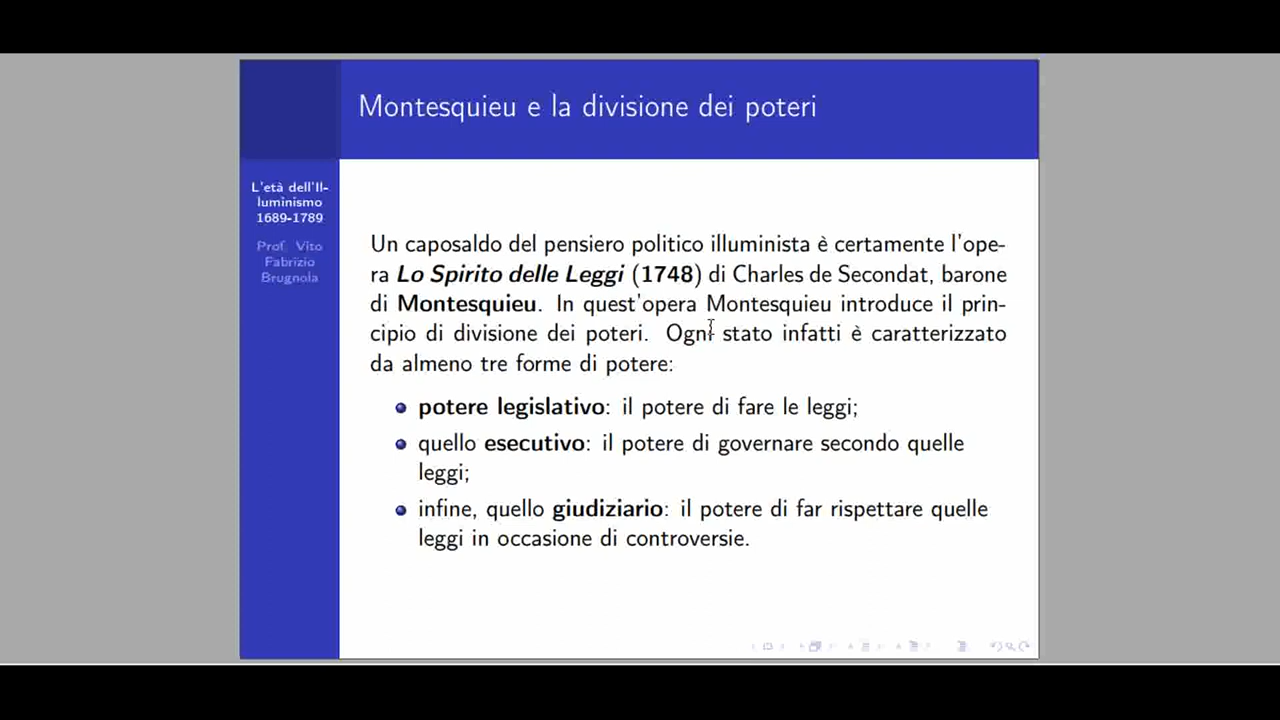 Montesquieu e la divisione dei poteri
L'età dell'Il-
luminismo
1689-1789
Prof. Vito
Fabrizio
Brugnola
Un caposaldo del pensiero politico illuminista è certamente l'ope-
ra Lo Spirito delle Leggi (1748) di Charles de Secondat, barone
di Montesquieu. In quest'opera Montesquieu introduce il prin-
cipio di divisione dei poteri. Ogni stato infatti è caratterizzato
da almeno tre forme di potere:
potere legislativo: il potere di fare le leggi;
quello esecutivo: il potere di governare secondo quelle
leggi;
infine, quello giudiziario: il potere di far rispettare quelle
leggi in occasione di controversie.